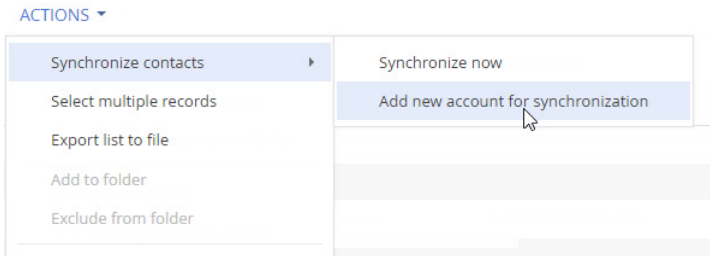 ACTIONS
Synchronize contacts
Synchronize now
Select multiple records
Add new account for synchronization
Export list to file
Add to folder
Exclude from folder